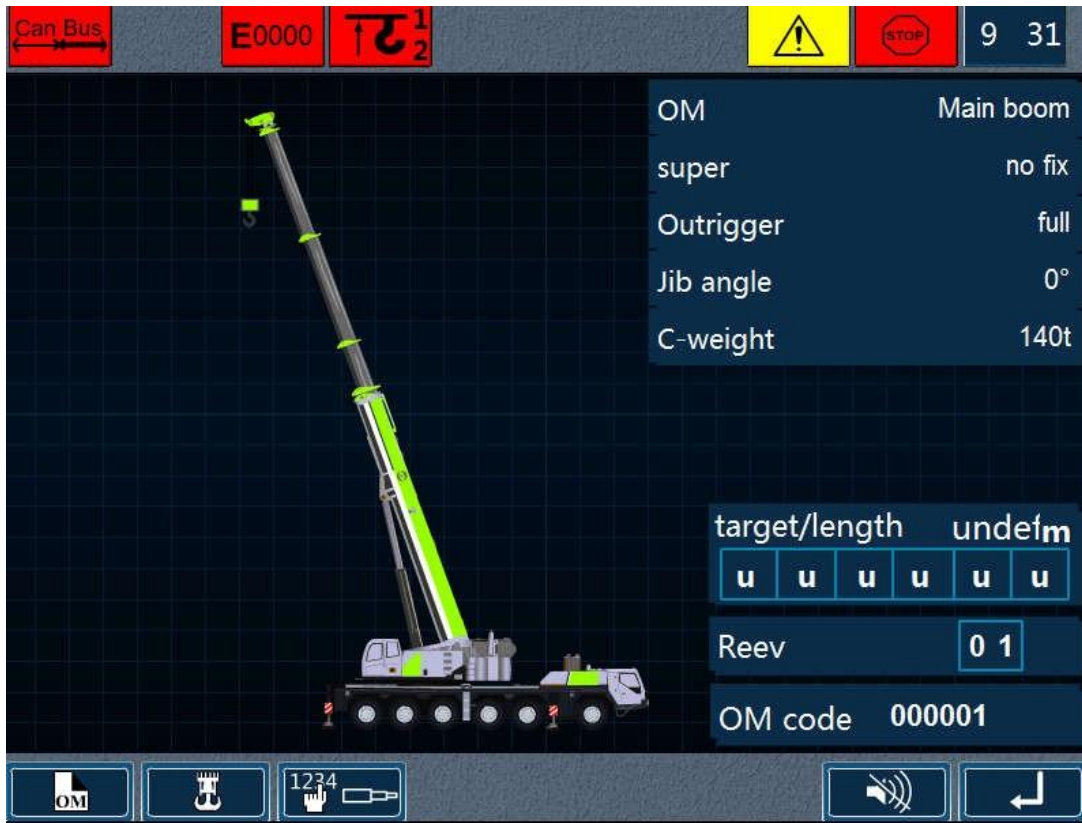 Can Bus
E0000
1
2
STOP
9 31
OM Main boom
super no fix
Outrigger full
Jib angle 0°
C-weight 140t
target/length undefm
u u u u u u
Reev 0 1
OM code 000001
OM
1234